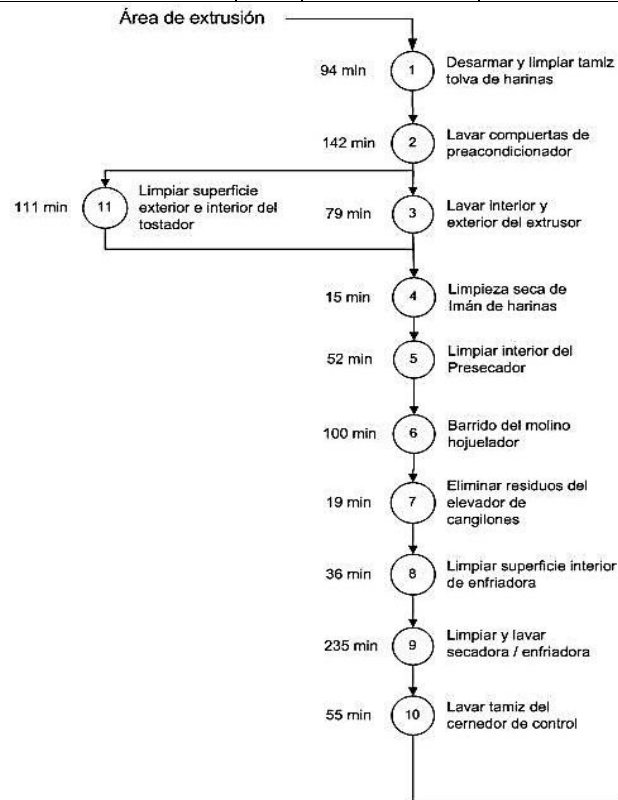 Área de extrusión
94 min
1
Desarmar y limpiar tamiz
tolva de harinas
142 min
2
Lavar compuertas de
preacondicionador
111 min
11
Limpiar superficie
exterior e interior del
tostador
79 min
3
Lavar interior y
exterior del extrusor
15 min
4
Limpieza seca de
Imán de harinas
52 min
5
Limpiar interior del
Presecador
100 min
6
Barrido del molino
hojuelador
19 min
7
Eliminar residuos del
elevador de
cangilones
36 min
8
Limpiar superficie interior
de enfriadora
235 min
9
Limpiar y lavar
secadora / enfriadora
55 min
10
Lavar tamiz del
cernedor de control